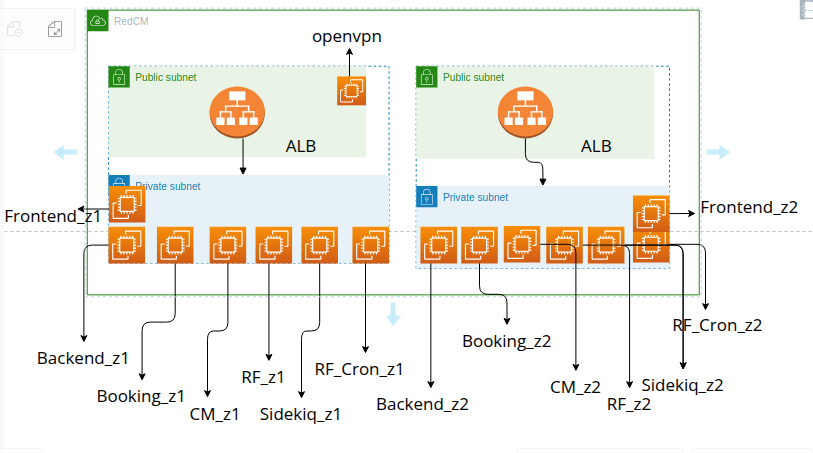 RedCM
openvpn
Public subnet
Public subnet
ALB
ALB
Private subnet
Private subnet
Frontend_z1
Frontend_z2
RF_Cron_z2
Booking_z2
Backend_z1
RF_Cron_z1
RF_z1
CM_z2
Sidekiq_z2
Booking_z1
Backend_z2
RF_z2
CM_z1
Sidekiq_z1